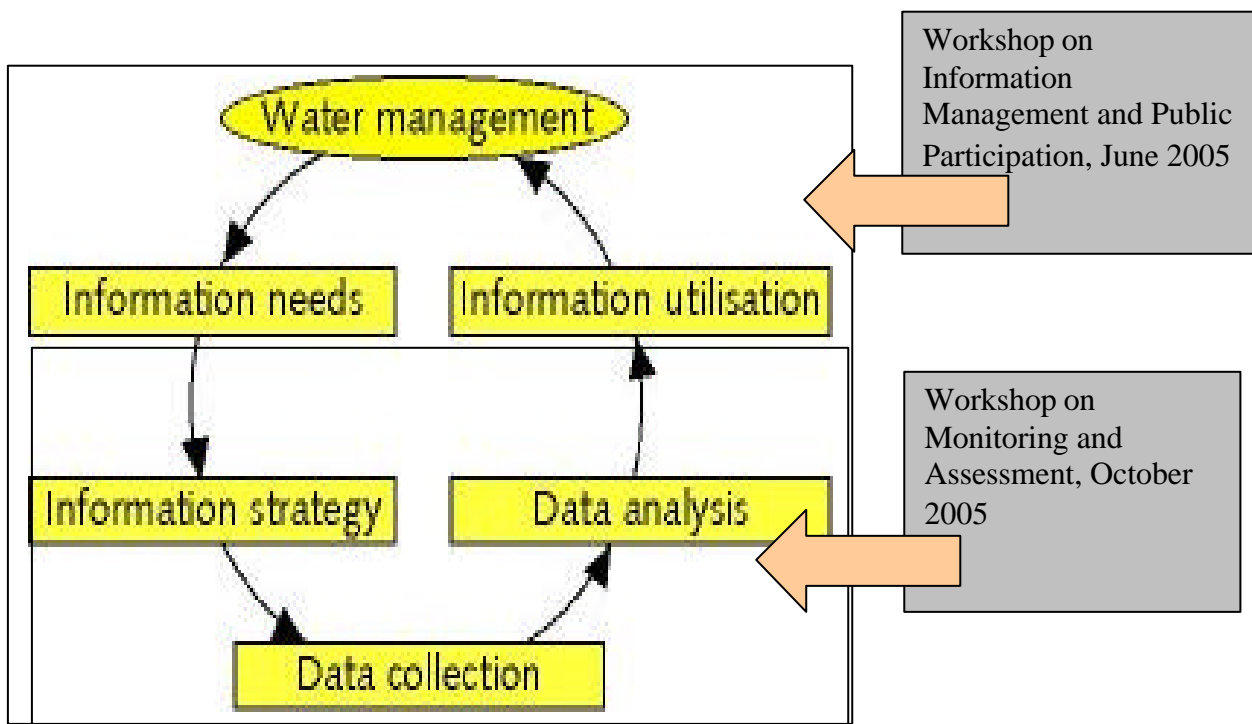 Water management
Information needs
Information utilisation
Information strategy
Data analysis
Data collection
Workshop on
Information
Management and Public
Participation, June 2005
Workshop on
Monitoring and
Assessment, October
2005